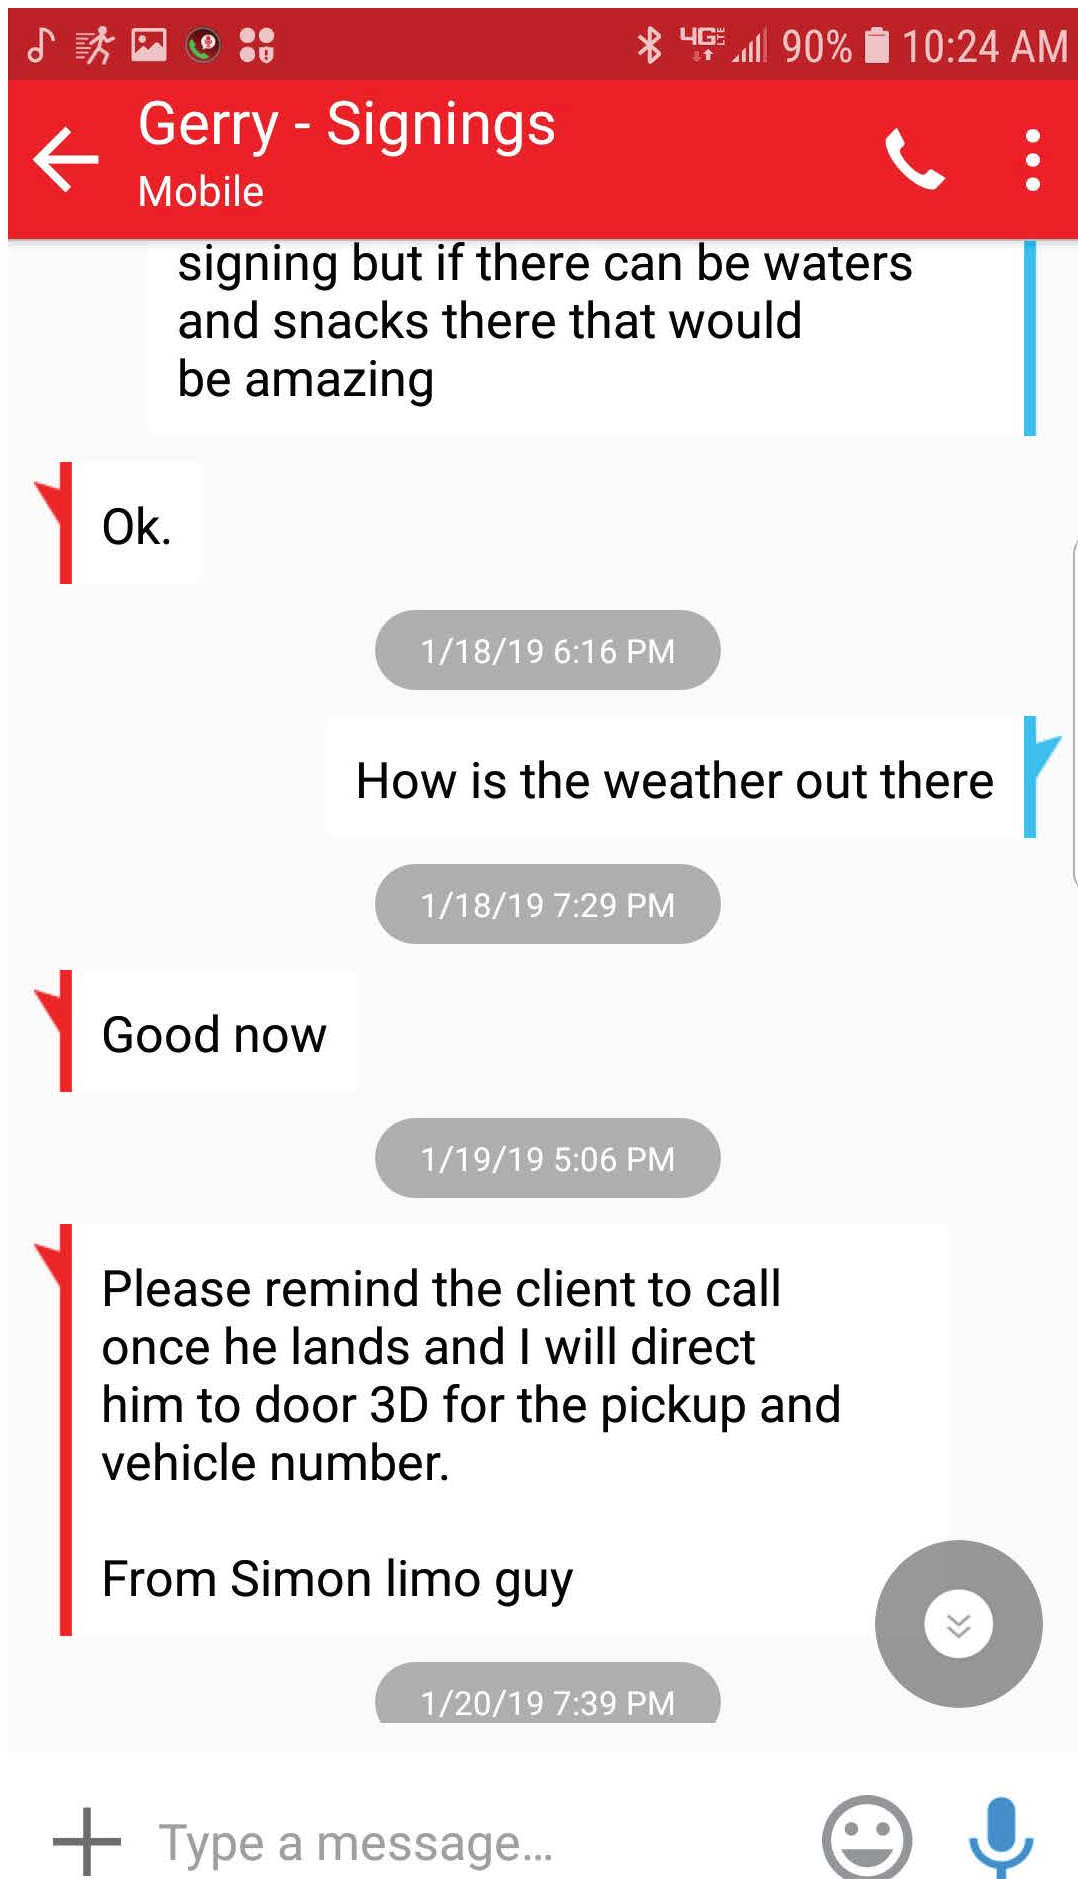 4G LTE 90% 10:24 AM
Gerry - Signings
Mobile
signing but if there can be waters
and snacks there that would
be amazing
Ok.
1/18/19 6:16 PM
How is the weather out there
1/18/19 7:29 PM
Good now
1/19/19 5:06 PM
Please remind the client to call
once he lands and I will direct
him to door 3D for the pickup and
vehicle number.
From Simon limo guy
1/20/19 7:39 PM
Type a message...